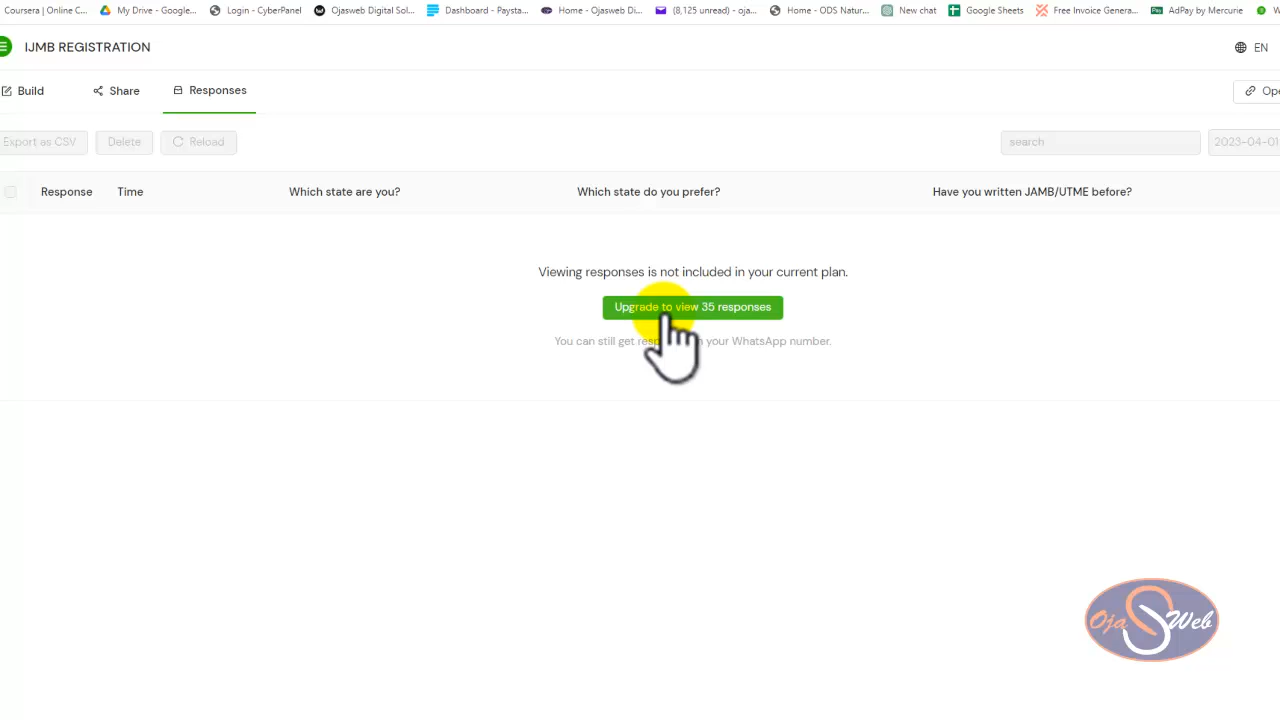 Coursera | Online C... My Drive - Google... Login - CyberPanel Ojasweb Digital Sol... Dashboard - Paysta... Home - Ojasweb Di... (8,125 unread) - oja... Home - ODS Natur... New chat Google Sheets Free Invoice Genera... AdPay by Mercurie W
IJMB REGISTRATION EN
Build Share Responses Ope
Export as CSV Delete Reload search 2023-04-01
Response Time Which state are you? Which state do you prefer? Have you written JAMB/UTME before?
Viewing responses is not included in your current plan.
Upgrade to view 35 responses
You can still get your WhatsApp number.
Oja Web